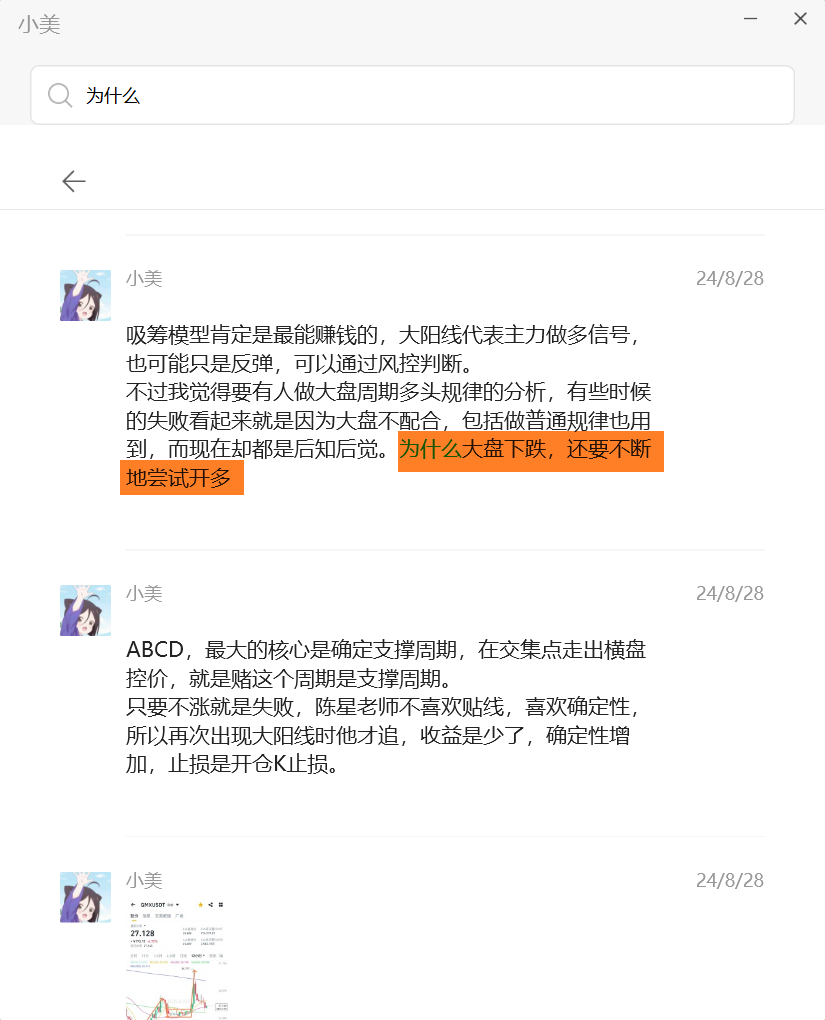 小美
为什么
小美
24/8/28
吸筹模型肯定是最能赚钱的，大阳线代表主力做多信号，
也可能只是反弹，可以通过风控判断。
不过我觉得要有人做大盘周期多头规律的分析，有些时候
的失败看起来就是因为大盘不配合，包括做普通规律也用
到，而现在却都是后知后觉。为什么大盘下跌，还要不断
地尝试开多
小美
24/8/28
ABCD，最大的核心是确定支撑周期，在交集点走出横盘
控价，就是赌这个周期是支撑周期。
只要不涨就是失败，陈星老师不喜欢贴线，喜欢确定性，
所以再次出现大阳线时他才追，收益是少了，确定性增
加，止损是开仓K止损。
小美
24/8/28
GMXUSDT
27.128